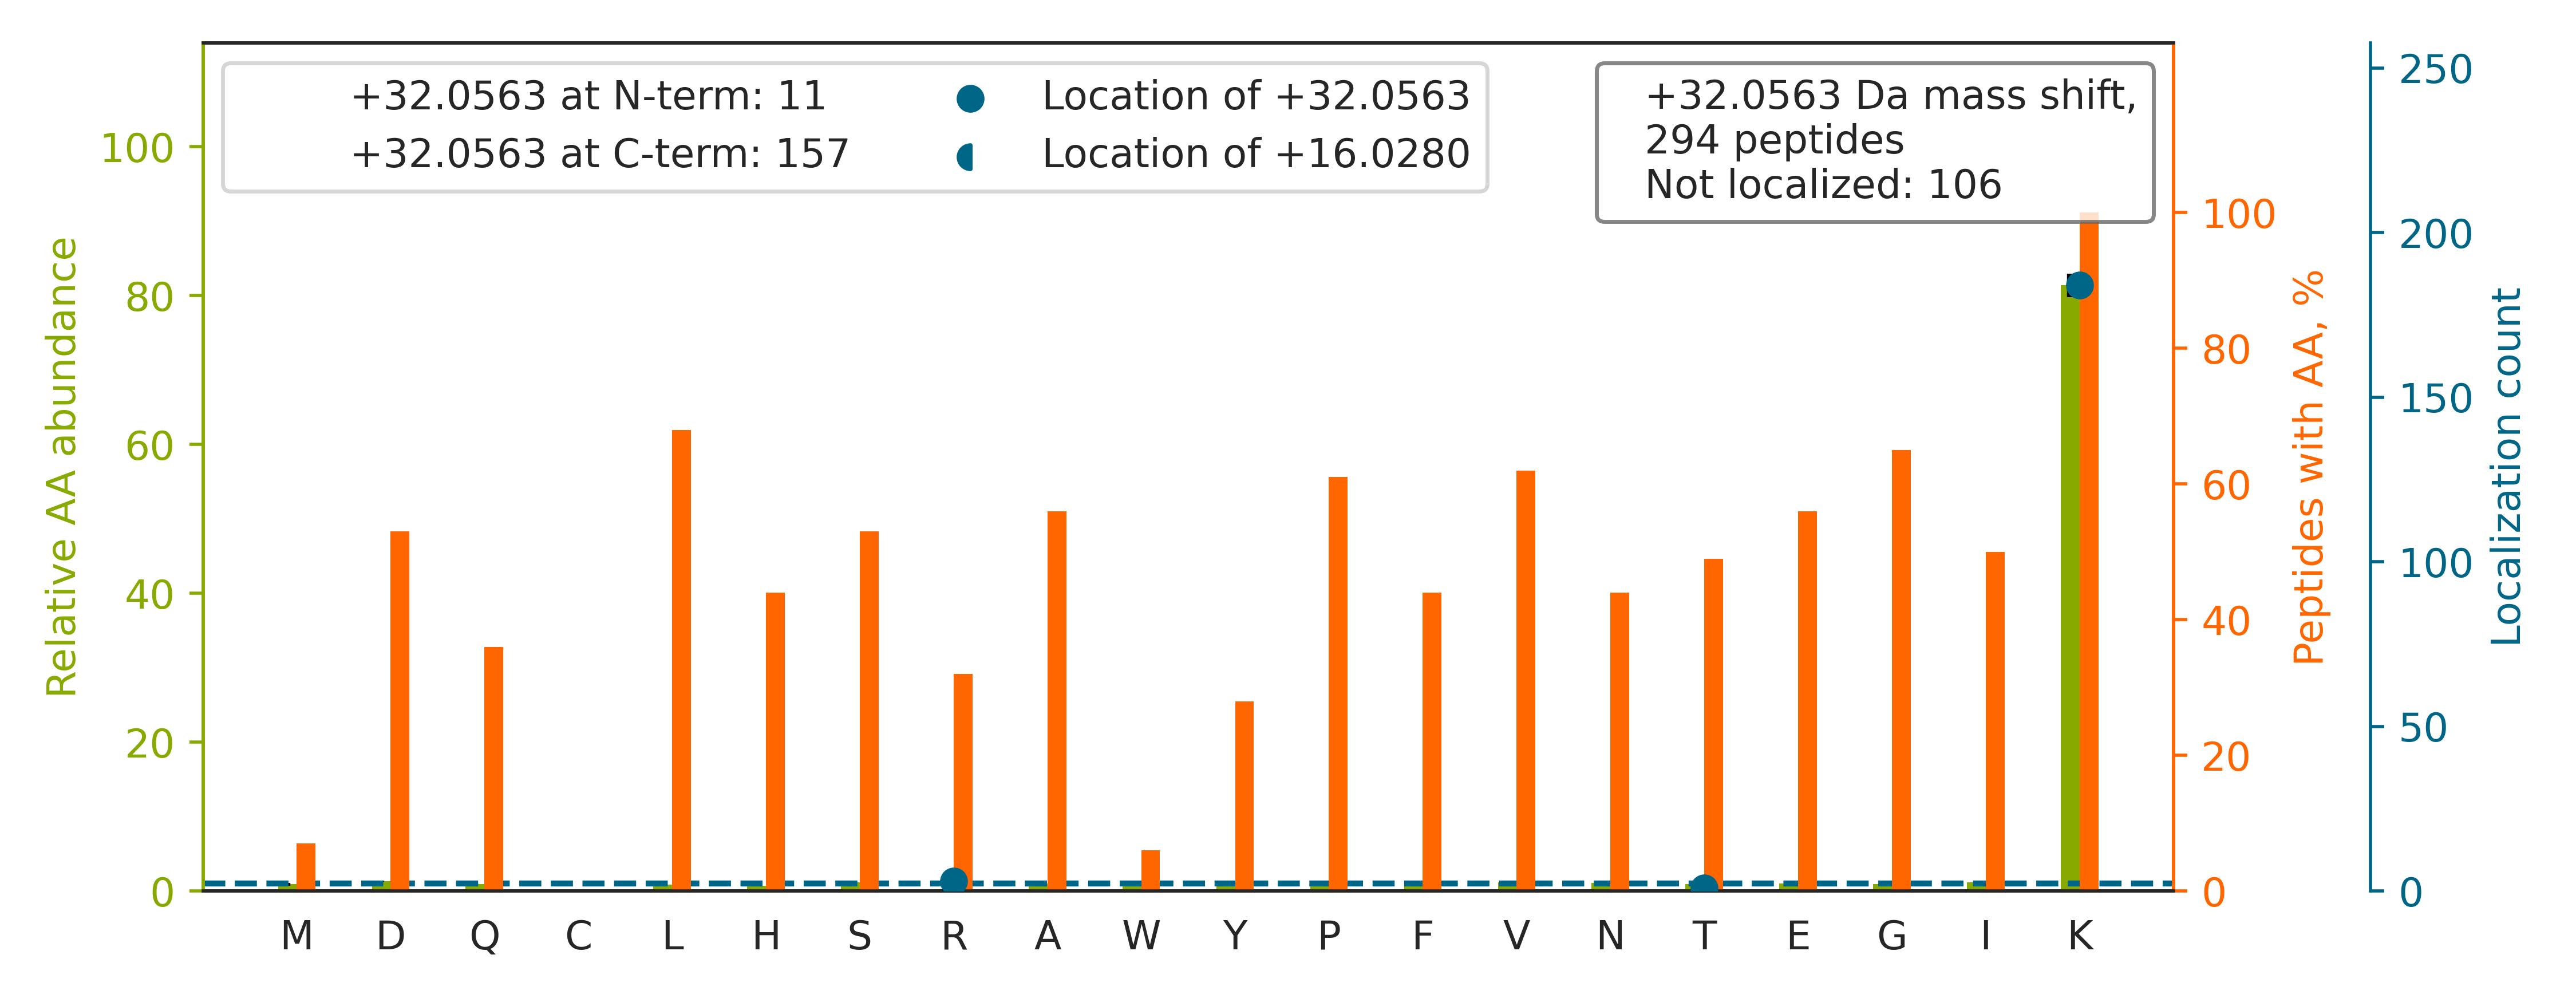 +32.0563 at N-term: 11
+32.0563 at C-term: 157
Location of +32.0563
Location of +16.0280
+32.0563 Da mass shift,
294 peptides
Not localized: 106
Relative AA abundance
100
80
60
40
20
0
Peptides with AA, %
100
80
60
40
20
0
Localization count
250
200
150
100
50
0
M D Q C L H S R A W Y P F V N T E G I K